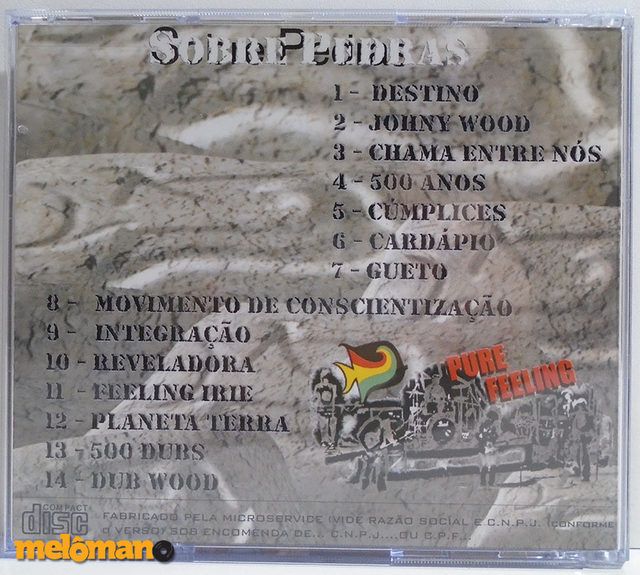 SOBRE PEDRAS
1 - DESTINO
2 - JOHNY WOOD
3 - CHAMA ENTRE NÓS
4 - 500 ANOS
5 - CÚMPLICES
6 - CARDÁPIO
7 - GUETO
8 - MOVIMENTO DE CONSCIENTIZAÇÃO
9 - INTEGRAÇÃO
10 - REVELADORA
11 - FEELING IRIE
12 - PLANETA TERRA
13 - 500 DUBS
14 - DUB WOOD
PURE
FEELING
COMPACT
disc
FABRICADO PELA MICROSERVICE (VIDE RAZÃO SOCIAL E C.N.P.J. (CONFORME
O VERSO) SOB ENCOMENDA DE... C.N.P.J....OU C.P.F...
melômano